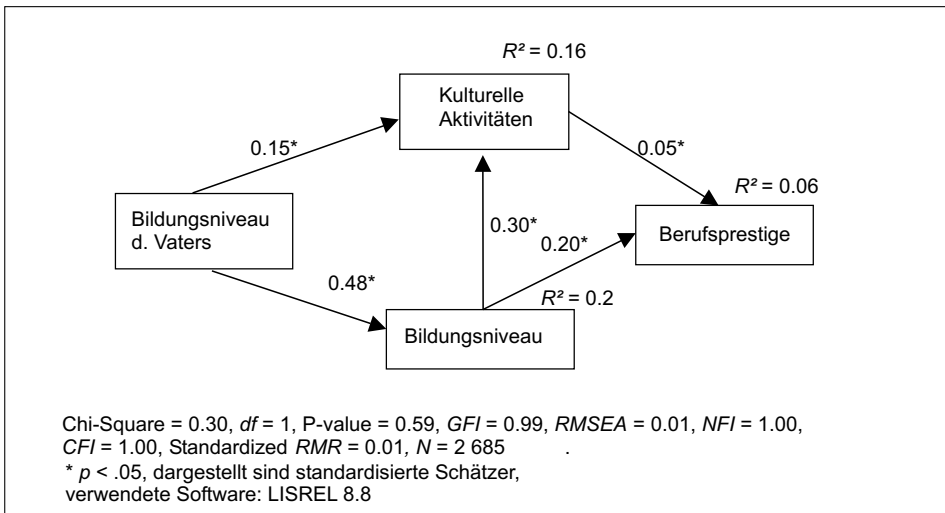 R² = 0.16
Kulturelle
Aktivitäten
0.15*
0.05*
R² = 0.06
Bildungsniveau
d. Vaters
0.30*
0.20*
Berufsprestige
0.48*
R² = 0.2
Bildungsniveau
Chi-Square = 0.30, df = 1, P-value = 0.59, GFI = 0.99, RMSEA = 0.01, NFI = 1.00,
CFI = 1.00, Standardized RMR = 0.01, N = 2 685 .
* p < .05, dargestellt sind standardisierte Schätzer,
verwendete Software: LISREL 8.8